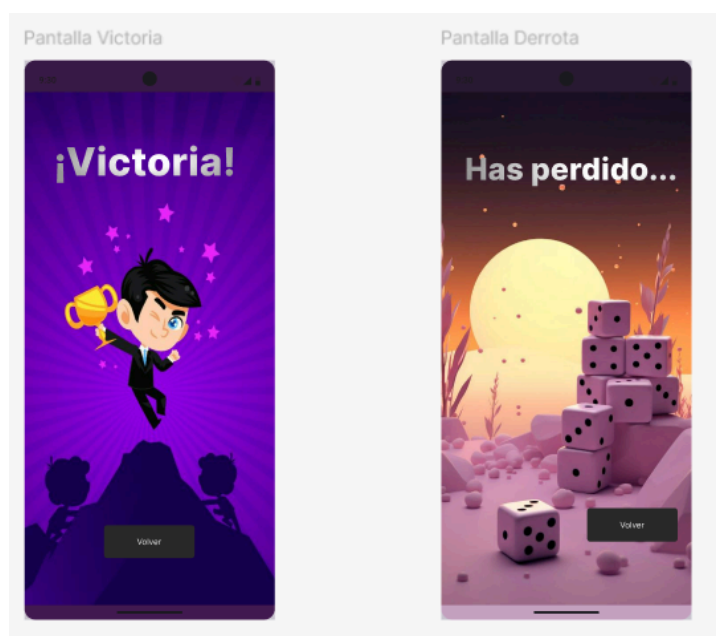 Pantalla Victoria
Pantalla Derrota
¡Victoria!
Has perdido...
Volver
Volver